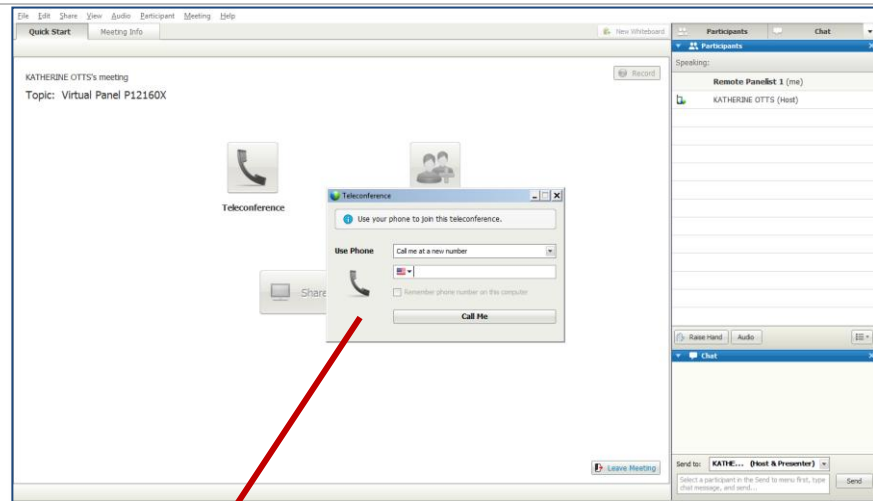 File Edit Share View Audio Participant Meeting Help
Quick Start Meeting Info New Whiteboard
KATHERINE OTTS's meeting
Record
Topic: Virtual Panel P12160X
Teleconference
Share
Teleconference
Use your phone to join this teleconference.
Use Phone Call me at a new number
Remember phone number on this computer
Call Me
Leave Meeting
Participants Chat
Participants
Speaking:
Remote Panelist 1 (me)
KATHERINE OTTS (Host)
Raise Hand Audio
Chat
Send to: KATHE... (Host & Presenter)
Select a participant in the Send to menu first, type
chat message, and send...
Send